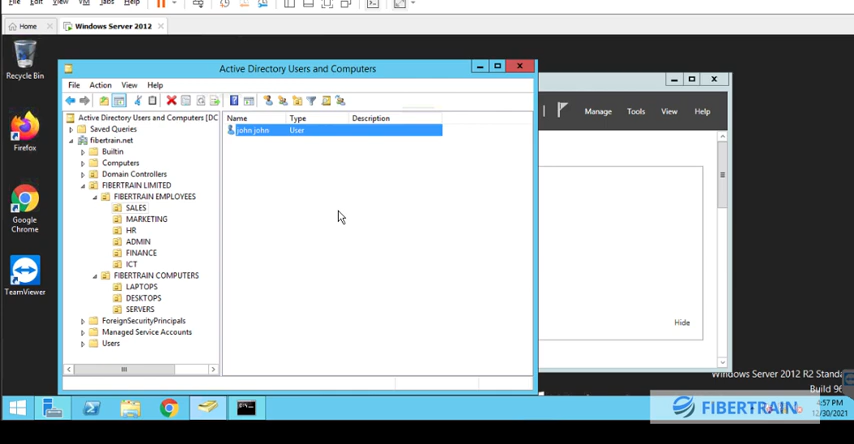 File Edit View VM Tabs Help
Home
Windows Server 2012
Recycle Bin
Firefox
Google
Chrome
TeamViewer
Active Directory Users and Computers
File Action View Help
Active Directory Users and Computers [DC
Saved Queries
fibertrain.net
Builtin
Computers
Domain Controllers
FIBERTRAIN LIMITED
FIBERTRAIN EMPLOYEES
SALES
MARKETING
HR
ADMIN
FINANCE
ICT
FIBERTRAIN COMPUTERS
LAPTOPS
DESKTOPS
SERVERS
ForeignSecurityPrincipals
Managed Service Accounts
Users
Name Type Description
john john User
Manage Tools View Help
Hide
Windows Server 2012 R2 Standa
Build 96
FIBERTRAIN
4:57 PM
12/30/2021